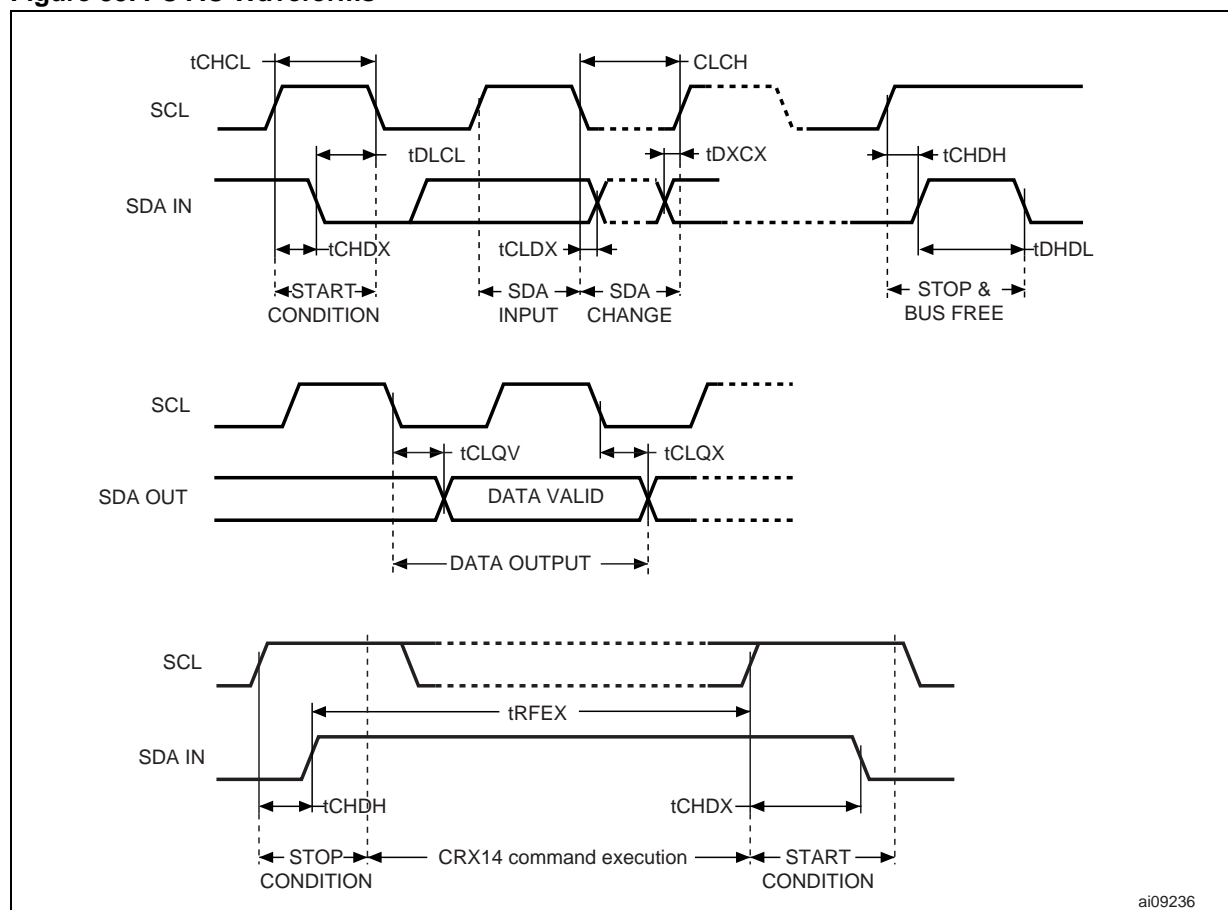 tCHCL
CLCH
SCL
tDLCL
tDXCX
tCHDH
SDA IN
tCHDX
tCLDX
tDHDL
START
CONDITION
SDA
INPUT
SDA
CHANGE
STOP &
BUS FREE
SCL
tCLQV
tCLQX
SDA OUT
DATA VALID
DATA OUTPUT
SCL
tRFEX
SDA IN
tCHDH
tCHDX
STOP
CONDITION
CRX14 command execution
START
CONDITION
ai09236